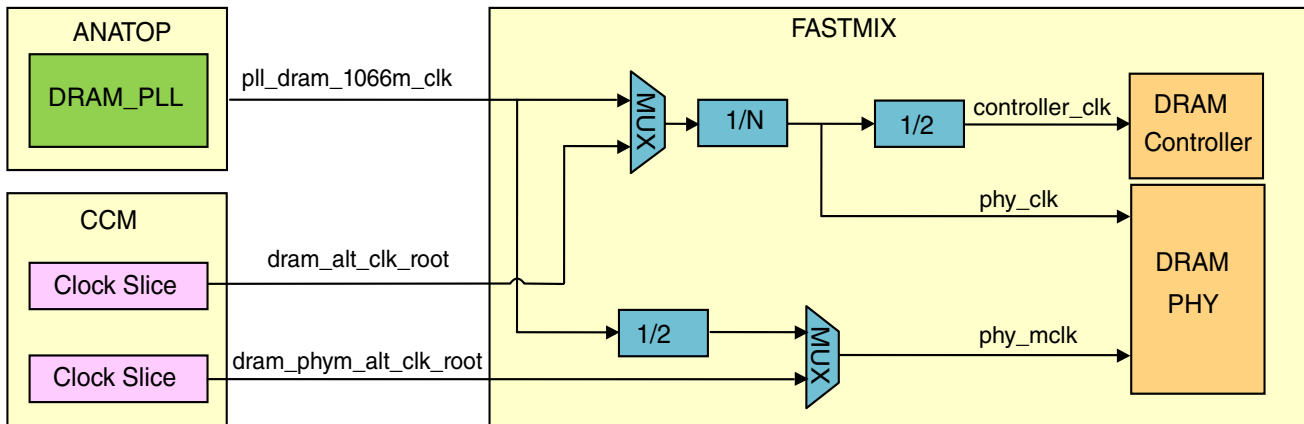 ANATOP
DRAM_PLL
pll_dram_1066m_clk
FASTMIX
MUX
1/N
1/2
controller_clk
DRAM
Controller
CCM
Clock Slice
dram_alt_clk_root
phy_clk
DRAM
PHY
1/2
MUX
phy_mclk
Clock Slice
dram_phym_alt_clk_root